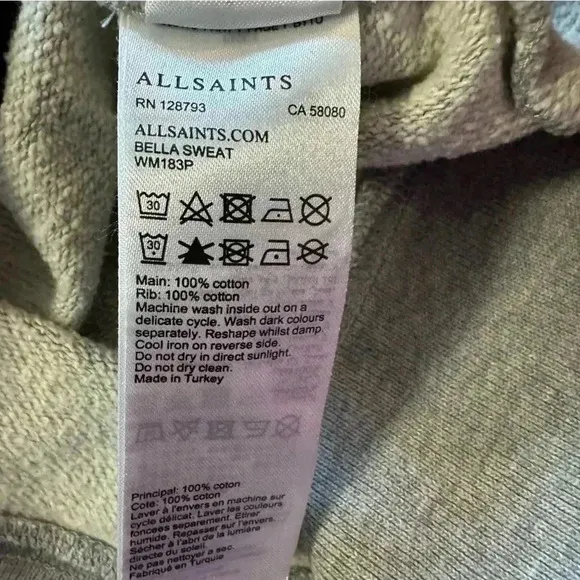 ALLSAINTS
RN 128793 CA 58080
ALLSAINTS.COM
BELLA SWEAT
WM183P
30
30
Main: 100% cotton
Rib: 100% cotton
Machine wash inside out on a
delicate cycle. Wash dark colours
separately. Reshape whilst damp.
Cool iron on reverse side.
Do not dry in direct sunlight.
Do not dry clean.
Made in Turkey
Principal: 100% coton
Cote: 100% coton
Laver à l'envers en machine sur
cycle délicat. Laver les couleurs
foncées separement. Etirer
humide. Repasser sur l'envers.
Sécher à l'abri de la lumière
directe du soleil.
Ne pas nettoyer a sec.
Fabriqué en Turquie